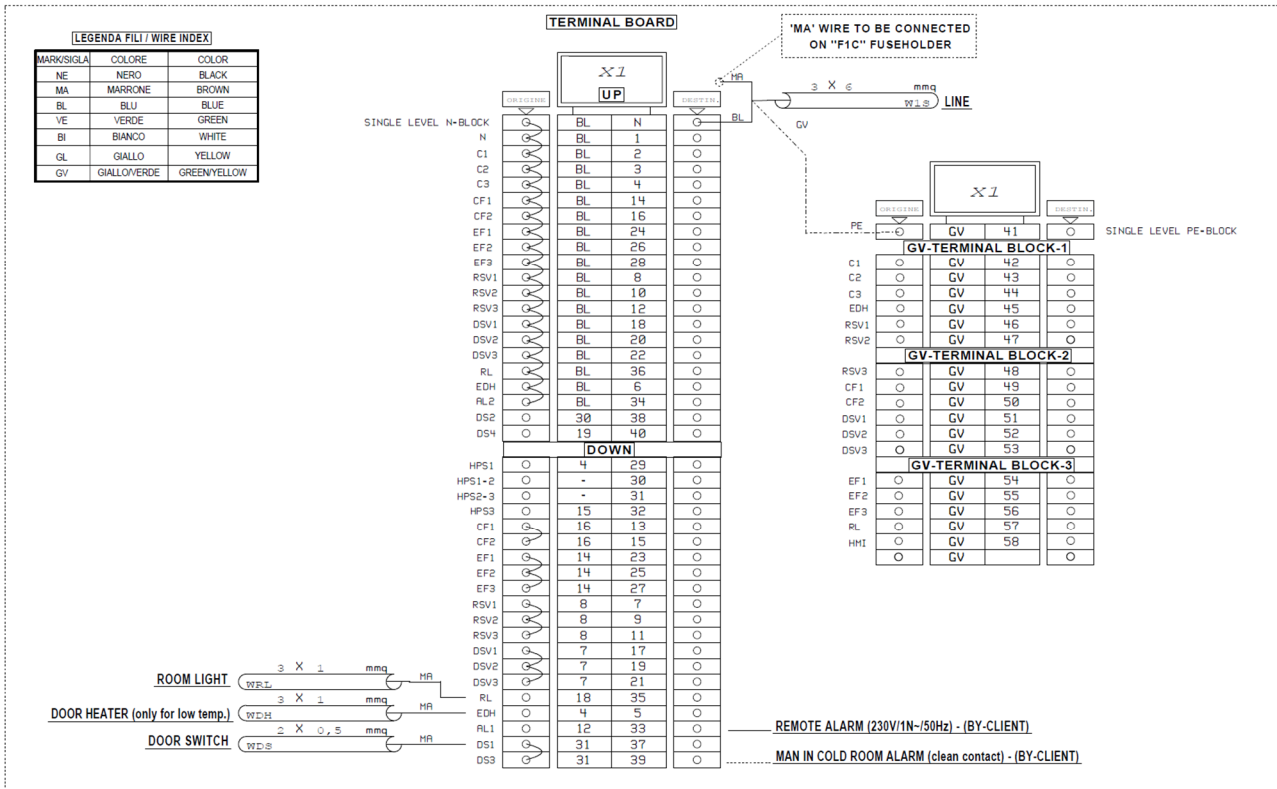 TERMINAL BOARD
'MA' WIRE TO BE CONNECTED
ON "F1C" FUSEHOLDER
LEGENDA FILI / WIRE INDEX
MARK/SIGLA COLORE COLOR
NE NERO BLACK
MA MARRONE BROWN
BL BLU BLUE
VE VERDE GREEN
BI BIANCO WHITE
GL GIALLO YELLOW
GV GIALLO/VERDE GREEN/YELLOW
X1
UP
ORIGINE DESTIN.
SINGLE LEVEL N-BLOCK BL N
N BL 1
C1 BL 2
C2 BL 3
C3 BL 4
CF1 BL 14
CF2 BL 16
EF1 BL 24
EF2 BL 26
EF3 BL 28
RSV1 BL 8
RSV2 BL 10
RSV3 BL 12
DSV1 BL 18
DSV2 BL 20
DSV3 BL 22
RL BL 36
EDH BL 6
AL2 BL 34
DS2 30 38
DS4 19 40
DOWN
HPS1 4 29
HPS1-2 - 30
HPS2-3 - 31
HPS3 15 32
CF1 16 13
CF2 16 15
EF1 14 23
EF2 14 25
EF3 14 27
RSV1 8 7
RSV2 8 9
RSV3 8 11
DSV1 7 17
DSV2 7 19
DSV3 7 21
RL 18 35
EDH 4 5
AL1 12 33
DS1 31 37
DS3 31 39
MA
BL
GV
3 X 6 mmq
W1S LINE
PE
X1
ORIGINE DESTIN.
GV 41 SINGLE LEVEL PE-BLOCK
GV-TERMINAL BLOCK-1
C1 GV 42
C2 GV 43
C3 GV 44
EDH GV 45
RSV1 GV 46
RSV2 GV 47
GV-TERMINAL BLOCK-2
RSV3 GV 48
CF1 GV 49
CF2 GV 50
DSV1 GV 51
DSV2 GV 52
DSV3 GV 53
GV-TERMINAL BLOCK-3
EF1 GV 54
EF2 GV 55
EF3 GV 56
RL GV 57
HMI GV 58
GV
3 X 1 mmq
ROOM LIGHT WRL MA
3 X 1 mmq
DOOR HEATER (only for low temp.) WDH MA
2 X 0,5 mmq
DOOR SWITCH WDS MA
REMOTE ALARM (230V/1N~/50Hz) - (BY-CLIENT)
MAN IN COLD ROOM ALARM (clean contact) - (BY-CLIENT)